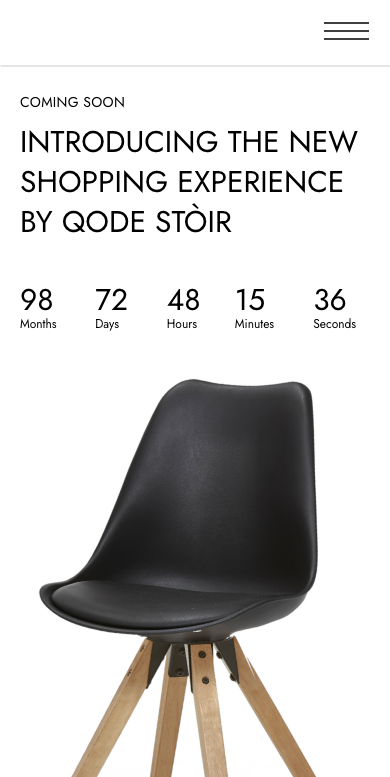 COMING SOON
INTRODUCING THE NEW
SHOPPING EXPERIENCE
BY QODE STÒIR
98 72 48 15 36
Months Days Hours Minutes Seconds